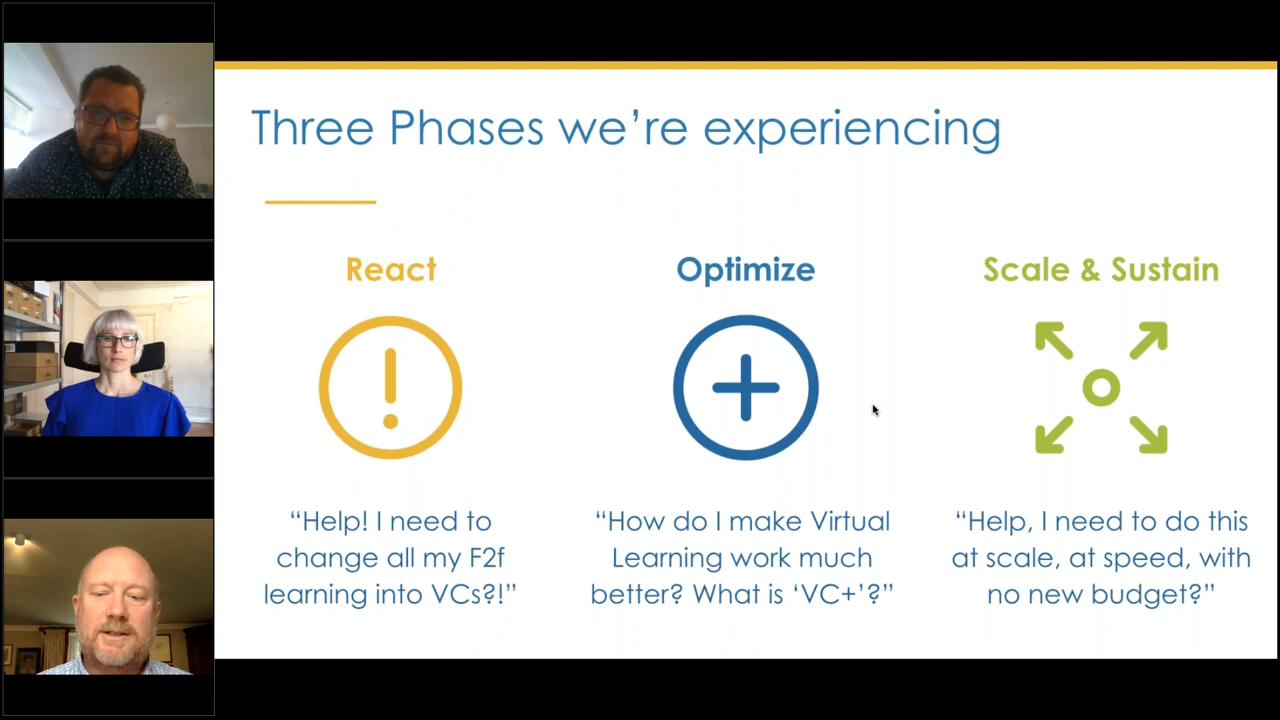 Three Phases we’re experiencing
React
Optimize
Scale & Sustain
“Help! I need to
change all my F2f
learning into VCs?!”
“How do I make Virtual
Learning work much
better? What is ‘VC+’?”
“Help, I need to do this
at scale, at speed, with
no new budget?”